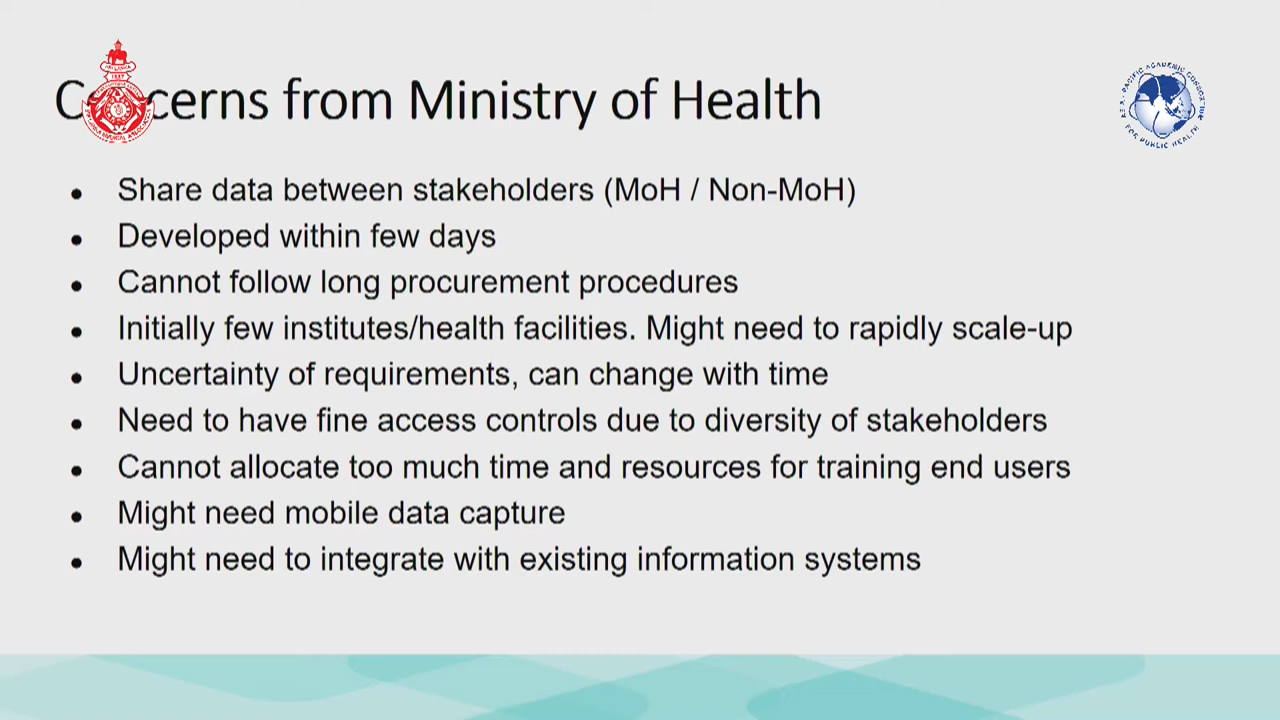 Concerns from Ministry of Health
Share data between stakeholders (MoH / Non-MoH)
Developed within few days
Cannot follow long procurement procedures
Initially few institutes/health facilities. Might need to rapidly scale-up
Uncertainty of requirements, can change with time
Need to have fine access controls due to diversity of stakeholders
Cannot allocate too much time and resources for training end users
Might need mobile data capture
Might need to integrate with existing information systems